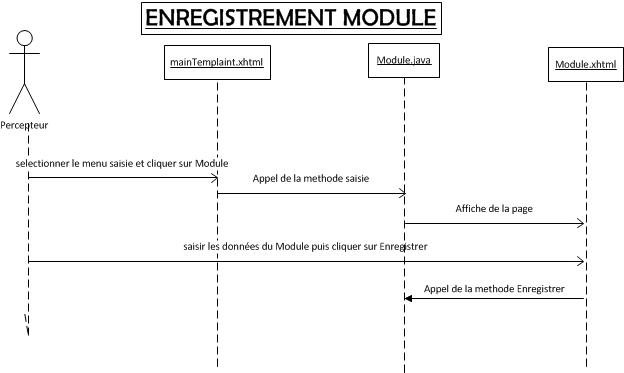 ENREGISTREMENT MODULE
mainTemplaint.xhtml
Module.java
Module.xhtml
Percepteur
selectionner le menu saisie et cliquer sur Module
Appel de la methode saisie
Affiche de la page
saisir les données du Module puis cliquer sur Enregistrer
Appel de la methode Enregistrer